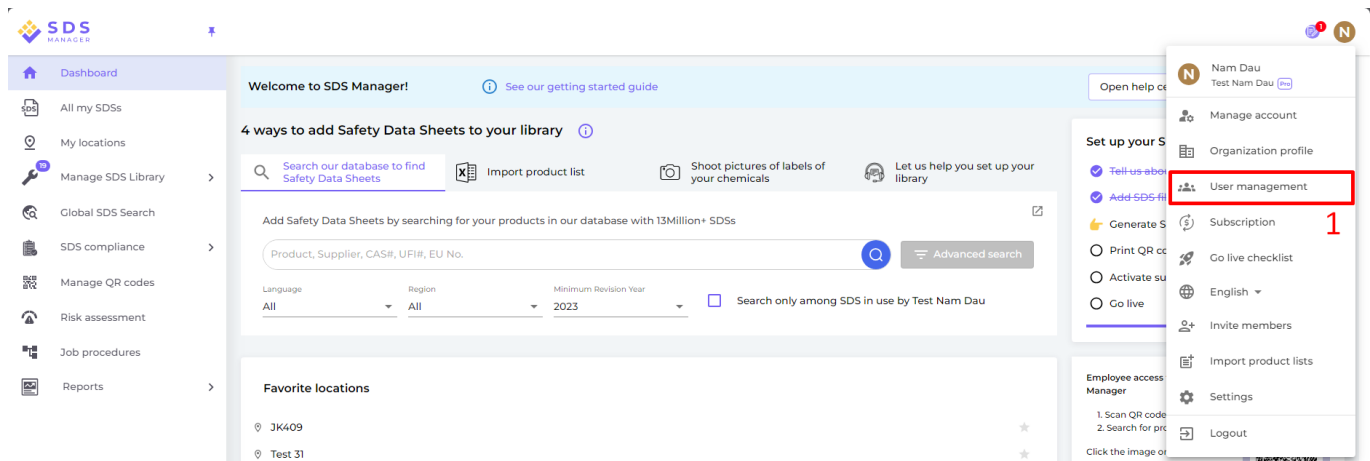 SDS
MANAGER
1
N
Dashboard
All my SDSs
My locations
19
Manage SDS Library
Global SDS Search
SDS compliance
Manage QR codes
Risk assessment
Job procedures
Reports
Welcome to SDS Manager!
See our getting started guide
Open help ce
4 ways to add Safety Data Sheets to your library
Search our database to find
Safety Data Sheets
Import product list
Shoot pictures of labels of
your chemicals
Let us help you set up your
library
Add Safety Data Sheets by searching for your products in our database with 13Million+ SDSs
Product, Supplier, CAS#, UFI#, EU No.
Advanced search
Language
All
Region
All
Minimum Revision Year
2023
Search only among SDS in use by Test Nam Dau
Favorite locations
JK409
Test 31
Set up your S
Tell us abo
Add SDS fil
Generate S
Print QR co
Activate su
Go live
Employee access
Manager
1. Scan QR code
2. Search for pro
Click the image or
N
Nam Dau
Test Nam Dau Pro
Manage account
Organization profile
User management
1
Subscription
Go live checklist
English
Invite members
Import product lists
Settings
Logout